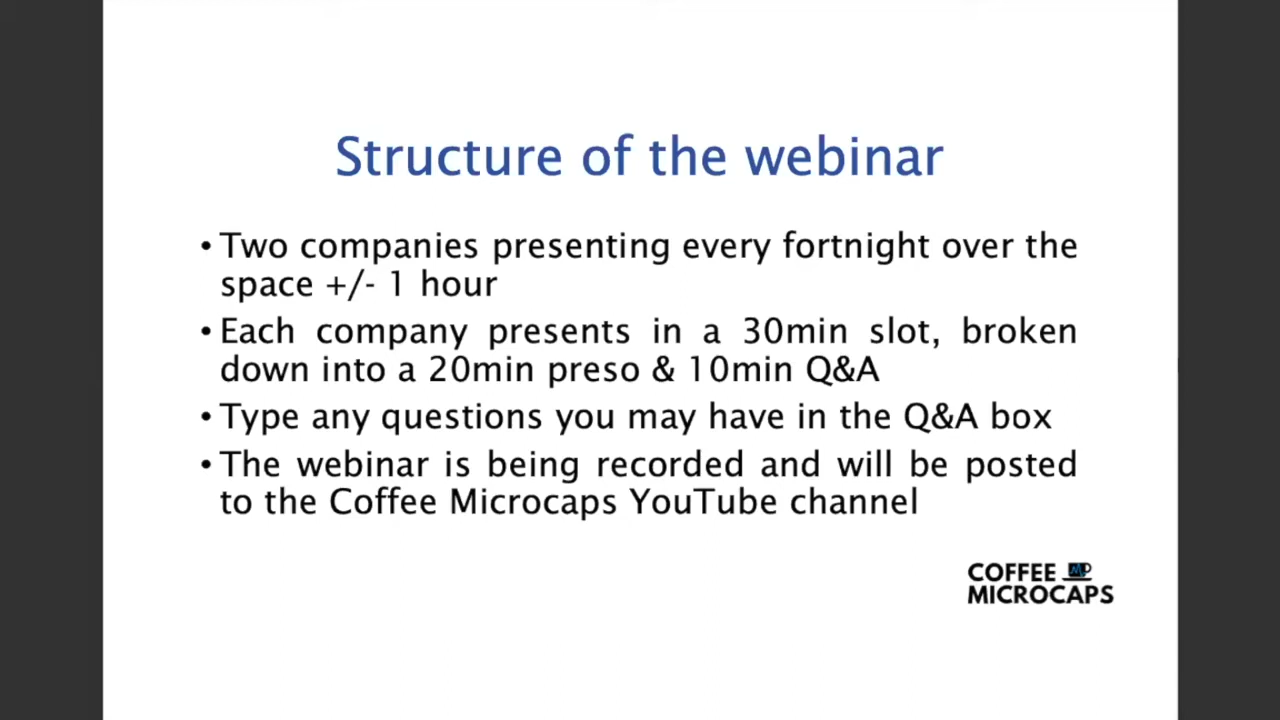 Structure of the webinar
• Two companies presenting every fortnight over the
space +/- 1 hour
• Each company presents in a 30min slot, broken
down into a 20min preso & 10min Q&A
• Type any questions you may have in the Q&A box
• The webinar is being recorded and will be posted
to the Coffee Microcaps YouTube channel
COFFEE
MICROCAPS